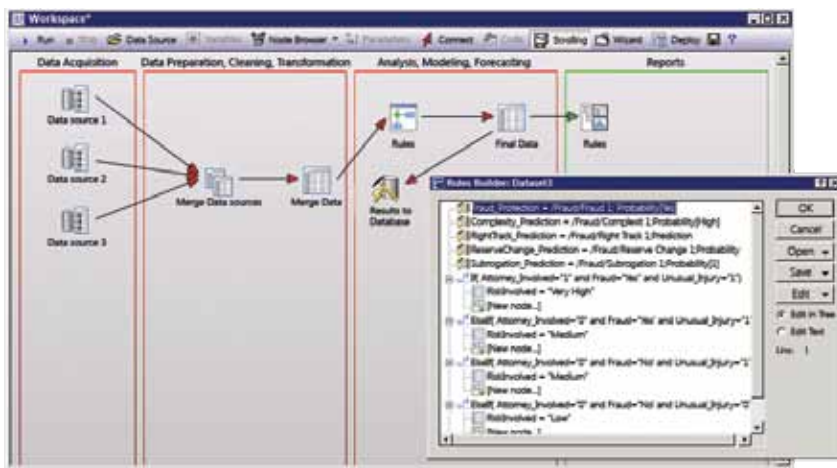 Workspace*
Run Stop Data Source Variables Node Browser Parameters Connect Code Scrolling Wizard Deploy ?
Data Acquisition Data Preparation, Cleaning, Transformation Analysis, Modeling, Forecasting Reports
Data source 1
Data source 2
Data source 3
Merge Data sources
Merge Data
Rules
Final Data
Rules
Results to
Database
Rules Builder: Dataset3
Fraud_Protection = /Fraud/Fraud 1:Probability[Yes]
Complexity_Prediction = /Fraud/Complexit 1:Probability[High]
RightTrack_Prediction = /Fraud/Right Track 1:Prediction
ReserveChange_Prediction = /Fraud/Reserve Change 1:Probability
Subrogation_Prediction = /Fraud/Subrogation 1:Probability[1]
If( Attorney_Involved="1" and Fraud="Yes" and Unusual_Injury="1")
RiskInvolved = "Very High"
[New node...]
ElseIf( Attorney_Involved="0" and Fraud="Yes" and Unusual_Injury="1
RiskInvolved = "Medium"
[New node...]
ElseIf( Attorney_Involved="0" and Fraud="No" and Unusual_Injury="1
RiskInvolved = "Medium"
[New node...]
ElseIf( Attorney_Involved="0" and Fraud="No" and Unusual_Injury="0
RiskInvolved = "Low"
[New node...]
OK
Cancel
Open
Save
Edit
Edit in Tree
Edit Text
Line: 1